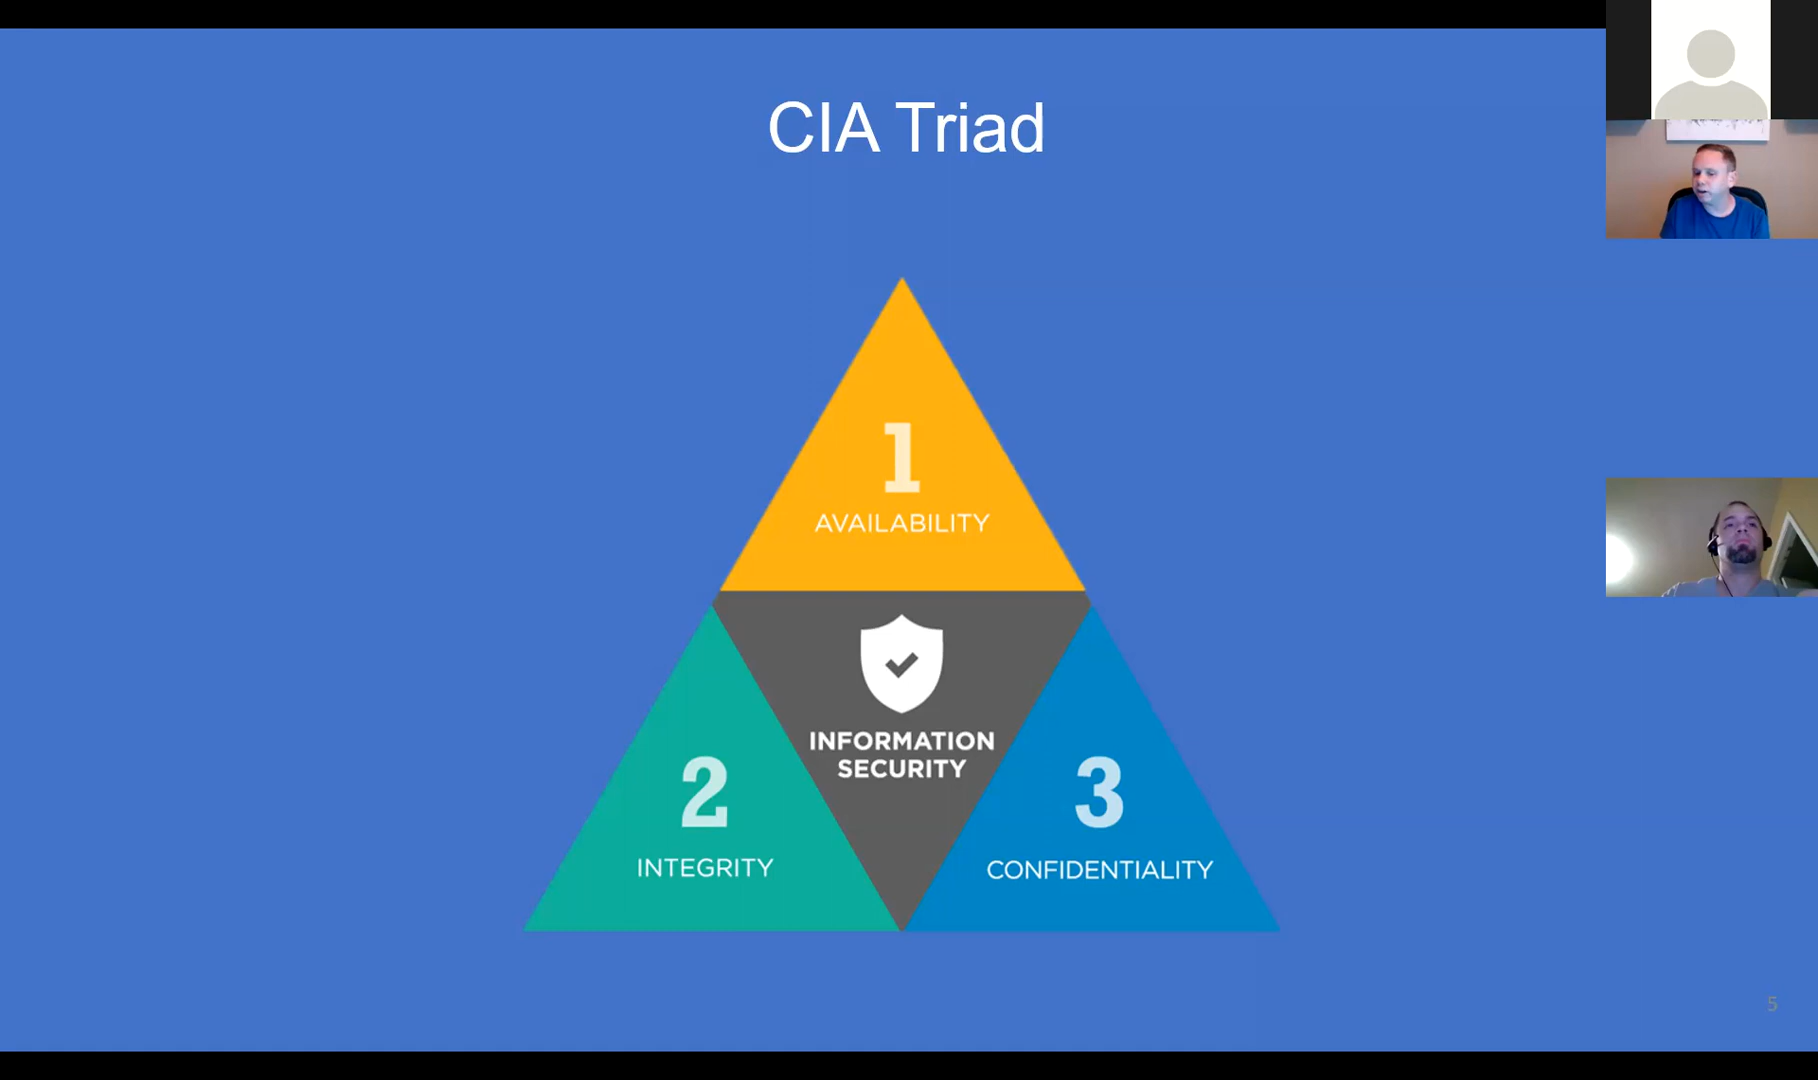 CIA Triad
1
AVAILABILITY
INFORMATION
SECURITY
2
INTEGRITY
3
CONFIDENTIALITY
5